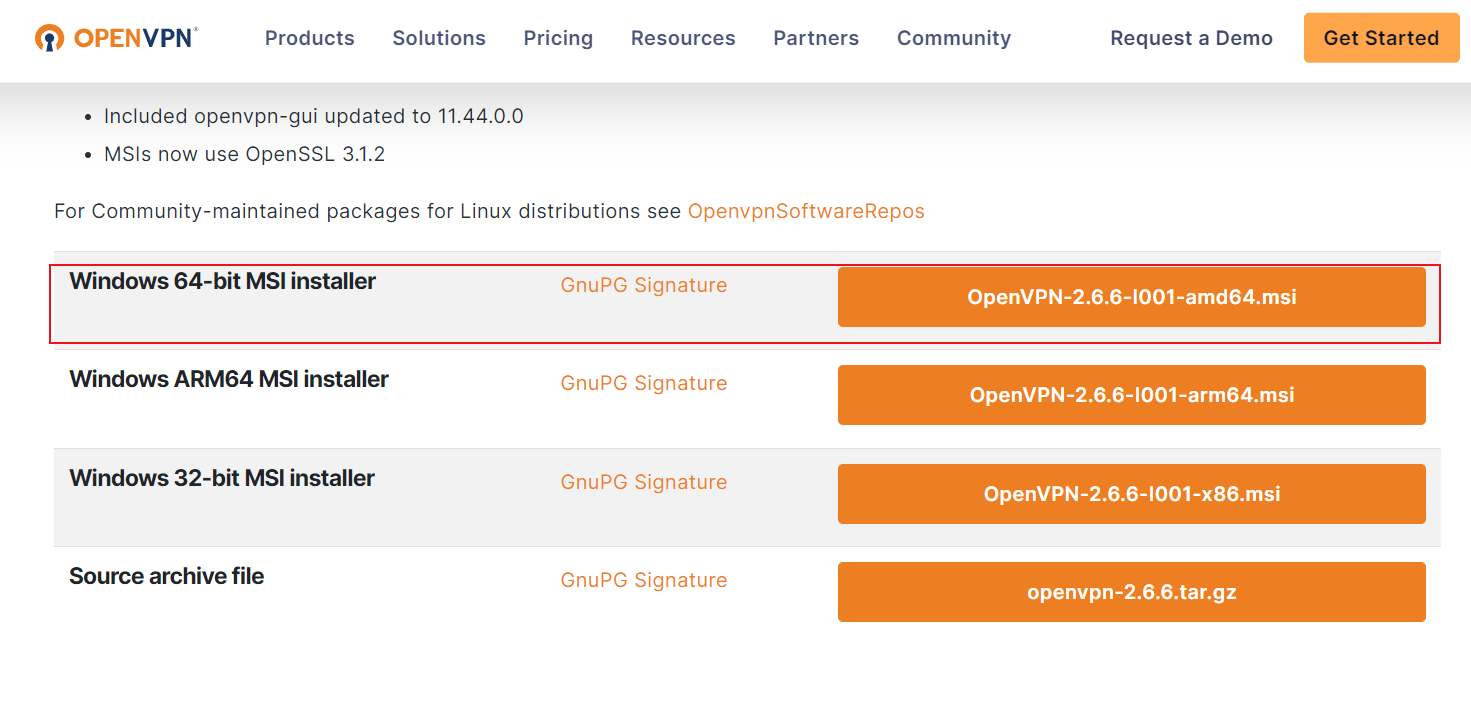 OPENVPN® Products Solutions Pricing Resources Partners Community Request a Demo Get Started
• Included openvpn-gui updated to 11.44.0.0
• MSIs now use OpenSSL 3.1.2
For Community-maintained packages for Linux distributions see OpenvpnSoftwareRepos
Windows 64-bit MSI installer GnuPG Signature OpenVPN-2.6.6-I001-amd64.msi
Windows ARM64 MSI installer GnuPG Signature OpenVPN-2.6.6-I001-arm64.msi
Windows 32-bit MSI installer GnuPG Signature OpenVPN-2.6.6-I001-x86.msi
Source archive file GnuPG Signature openvpn-2.6.6.tar.gz